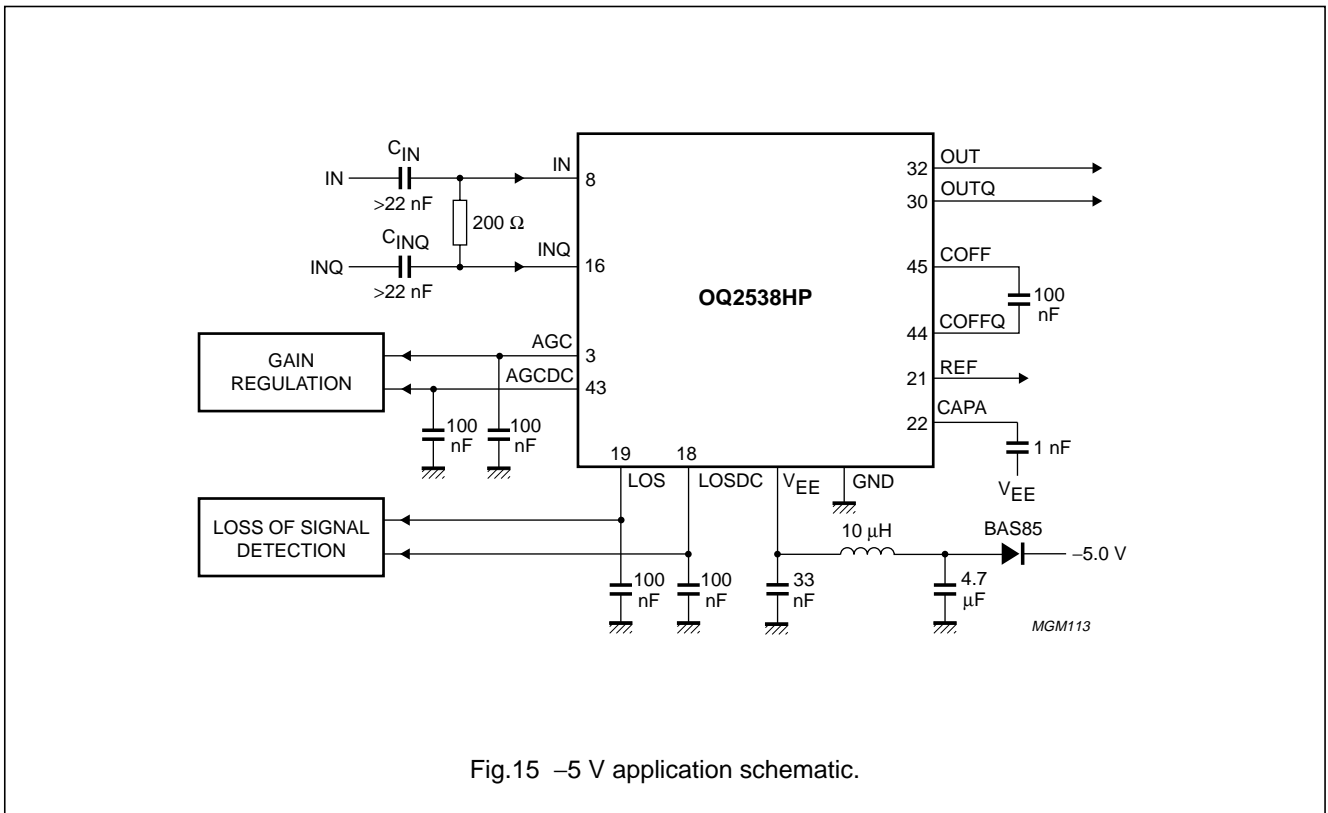 C_IN
IN
>22 nF
IN
8
200 Ω
C_INQ
INQ
>22 nF
INQ
16
OQ2538HP
32
OUT
30
OUTQ
45
COFF
100
nF
44
COFFQ
21
REF
22
CAPA
1 nF
V_EE
GAIN
REGULATION
AGC
3
AGCDC
43
100
nF
100
nF
19
LOS
18
LOSDC
V_EE
GND
LOSS OF SIGNAL
DETECTION
100
nF
100
nF
33
nF
10 μH
4.7
μF
BAS85
–5.0 V
MGM113
Fig.15 –5 V application schematic.